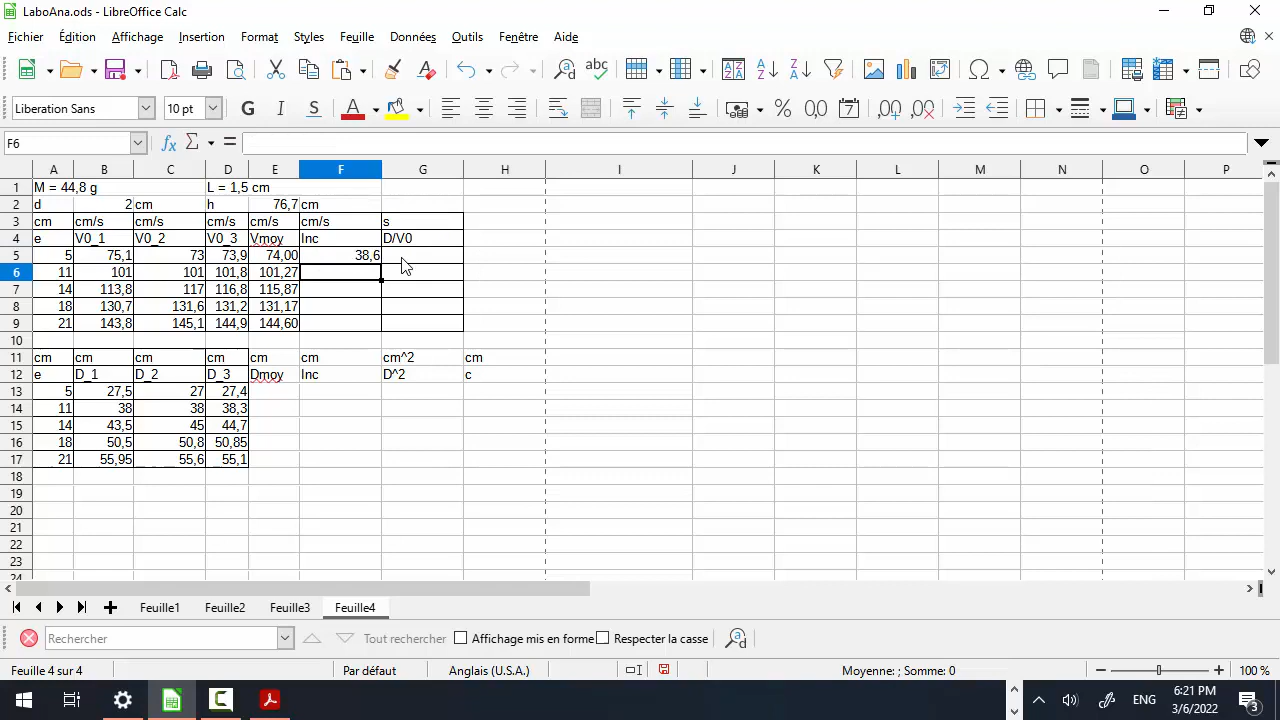 LaboAna.ods - LibreOffice Calc
Fichier Édition Affichage Insertion Format Styles Feuille Données Outils Fenêtre Aide
Liberation Sans 10 pt G I S A
F6
A B C D E F G H I J K L M N O P
1 M = 44,8 g L = 1,5 cm
2 d 2 cm h 76,7 cm
3 cm cm/s cm/s cm/s cm/s cm/s s
4 e V0_1 V0_2 V0_3 Vmoy Inc D/V0
5 5 75,1 73 73,9 74,00 38,6
6 11 101 101 101,8 101,27
7 14 113,8 117 116,8 115,87
8 18 130,7 131,6 131,2 131,17
9 21 143,8 145,1 144,9 144,60
10
11 cm cm cm cm cm cm cm^2 cm
12 e D_1 D_2 D_3 Dmoy Inc D^2 c
13 5 27,5 27 27,4
14 11 38 38 38,3
15 14 43,5 45 44,7
16 18 50,5 50,8 50,85
17 21 55,95 55,6 55,1
18
19
20
21
22
23
24
Feuille1 Feuille2 Feuille3 Feuille4
Rechercher Tout rechercher Affichage mis en forme Respecter la casse
Feuille 4 sur 4 Par défaut Anglais (U.S.A.) Moyenne: ; Somme: 0 100 %
ENG 6:21 PM
3/6/2022 3